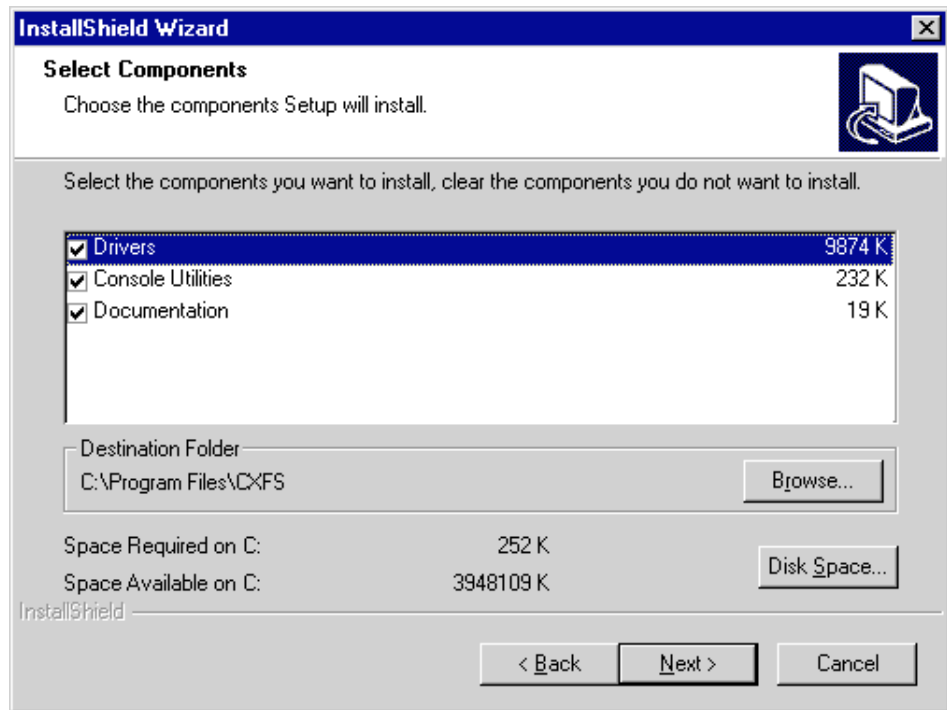 InstallShield Wizard
Select Components
Choose the components Setup will install.
Select the components you want to install, clear the components you do not want to install.
Drivers 9874 K
Console Utilities 232 K
Documentation 19 K
Destination Folder
C:\Program Files\CXFS
Browse...
Space Required on C: 252 K
Space Available on C: 3948109 K
Disk Space...
InstallShield
< Back Next > Cancel